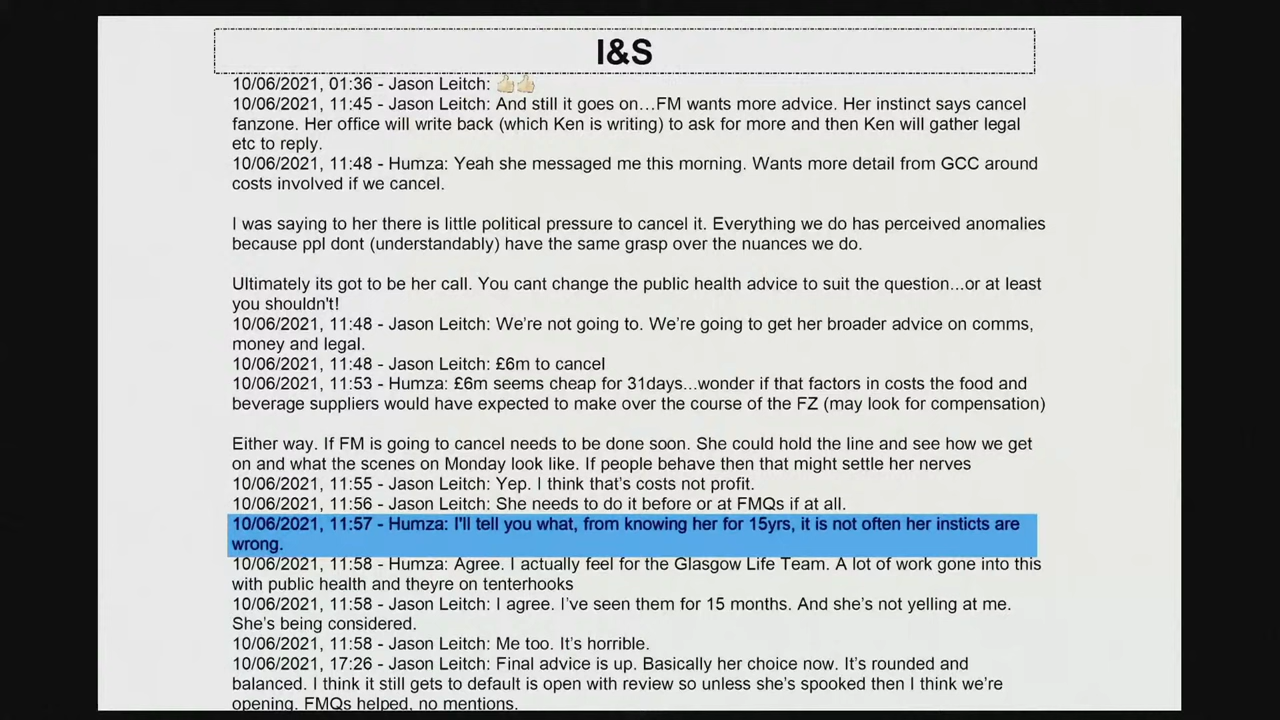 I&S
10/06/2021, 01:36 - Jason Leitch: 👍🏻👍🏻
10/06/2021, 11:45 - Jason Leitch: And still it goes on…FM wants more advice. Her instinct says cancel
fanzone. Her office will write back (which Ken is writing) to ask for more and then Ken will gather legal
etc to reply.
10/06/2021, 11:48 - Humza: Yeah she messaged me this morning. Wants more detail from GCC around
costs involved if we cancel.
I was saying to her there is little political pressure to cancel it. Everything we do has perceived anomalies
because ppl dont (understandably) have the same grasp over the nuances we do.
Ultimately its got to be her call. You cant change the public health advice to suit the question...or at least
you shouldn't!
10/06/2021, 11:48 - Jason Leitch: We’re not going to. We’re going to get her broader advice on comms,
money and legal.
10/06/2021, 11:48 - Jason Leitch: £6m to cancel
10/06/2021, 11:53 - Humza: £6m seems cheap for 31days...wonder if that factors in costs the food and
beverage suppliers would have expected to make over the course of the FZ (may look for compensation)
Either way. If FM is going to cancel needs to be done soon. She could hold the line and see how we get
on and what the scenes on Monday look like. If people behave then that might settle her nerves
10/06/2021, 11:55 - Jason Leitch: Yep. I think that’s costs not profit.
10/06/2021, 11:56 - Jason Leitch: She needs to do it before or at FMQs if at all.
10/06/2021, 11:57 - Humza: I'll tell you what, from knowing her for 15yrs, it is not often her insticts are
wrong.
10/06/2021, 11:58 - Humza: Agree. I actually feel for the Glasgow Life Team. A lot of work gone into this
with public health and theyre on tenterhooks
10/06/2021, 11:58 - Jason Leitch: I agree. I’ve seen them for 15 months. And she’s not yelling at me.
She’s being considered.
10/06/2021, 11:58 - Jason Leitch: Me too. It’s horrible.
10/06/2021, 17:26 - Jason Leitch: Final advice is up. Basically her choice now. It’s rounded and
balanced. I think it still gets to default is open with review so unless she’s spooked then I think we’re
opening. FMQs helped, no mentions.